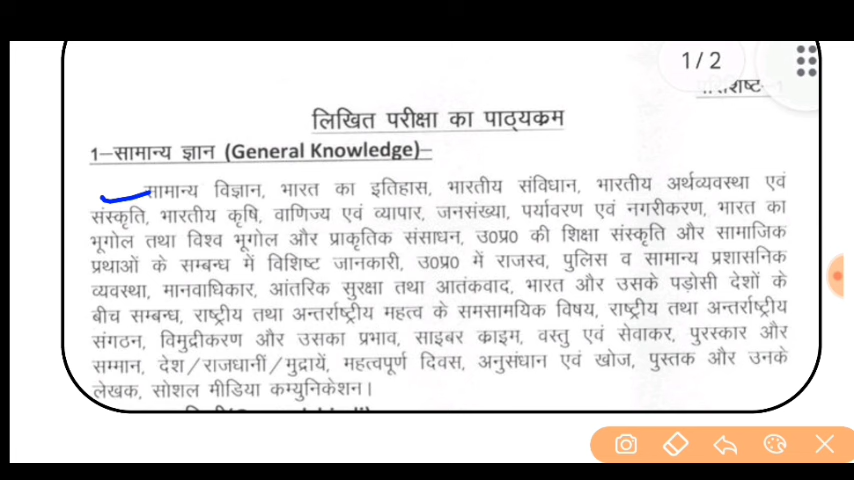 1/2
लिखित परीक्षा का पाठ्यक्रम
1–सामान्य ज्ञान (General Knowledge)–
सामान्य विज्ञान, भारत का इतिहास, भारतीय संविधान, भारतीय अर्थव्यवस्था एवं
संस्कृति, भारतीय कृषि, वाणिज्य एवं व्यापार, जनसंख्या, पर्यावरण एवं नगरीकरण, भारत का
भूगोल तथा विश्व भूगोल और प्राकृतिक संसाधन, उ0प्र0 की शिक्षा संस्कृति और सामाजिक
प्रथाओं के सम्बन्ध में विशिष्ट जानकारी, उ0प्र0 में राजस्व, पुलिस व सामान्य प्रशासनिक
व्यवस्था, मानवाधिकार, आंतरिक सुरक्षा तथा आतंकवाद, भारत और उसके पड़ोसी देशों के
बीच सम्बन्ध, राष्ट्रीय तथा अन्तर्राष्ट्रीय महत्व के समसामयिक विषय, राष्ट्रीय तथा अन्तर्राष्ट्रीय
संगठन, विमुद्रीकरण और उसका प्रभाव, साइबर काइम, वस्तु एवं सेवाकर, पुरस्कार और
सम्मान, देश/राजधानीं/मुद्रायें, महत्वपूर्ण दिवस, अनुसंधान एवं खोज, पुस्तक और उनके
लेखक, सोशल मीडिया कम्युनिकेशन।